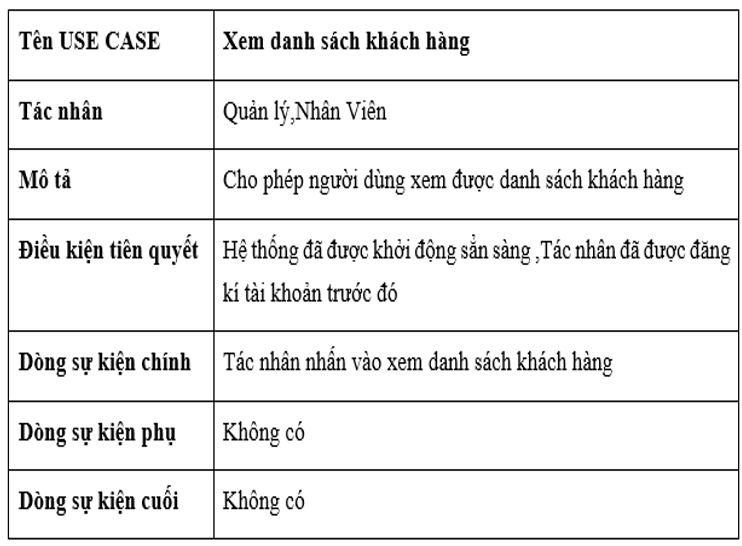 Tên USE CASE Xem danh sách khách hàng
Tác nhân Quản lý,Nhân Viên
Mô tả Cho phép người dùng xem được danh sách khách hàng
Điều kiện tiên quyết Hệ thống đã được khởi động sẳn sàng ,Tác nhân đã được đăng
kí tài khoản trước đó
Dòng sự kiện chính Tác nhân nhấn vào xem danh sách khách hàng
Dòng sự kiện phụ Không có
Dòng sự kiện cuối Không có